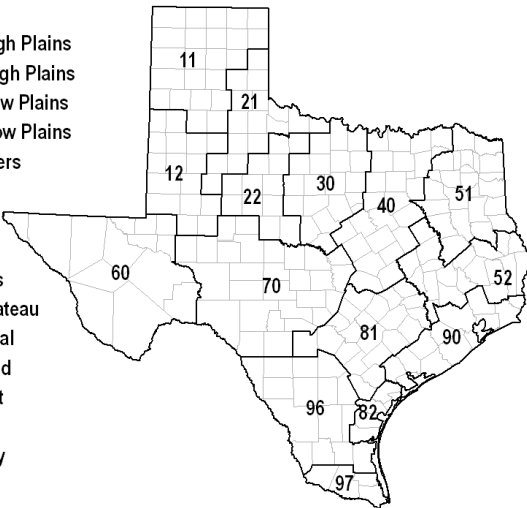 gh Plains
gh Plains
w Plains
ow Plains
ers
s
ateau
al
d
t
y
11
21
12
22
30
40
51
52
60
70
81
90
96
82
97